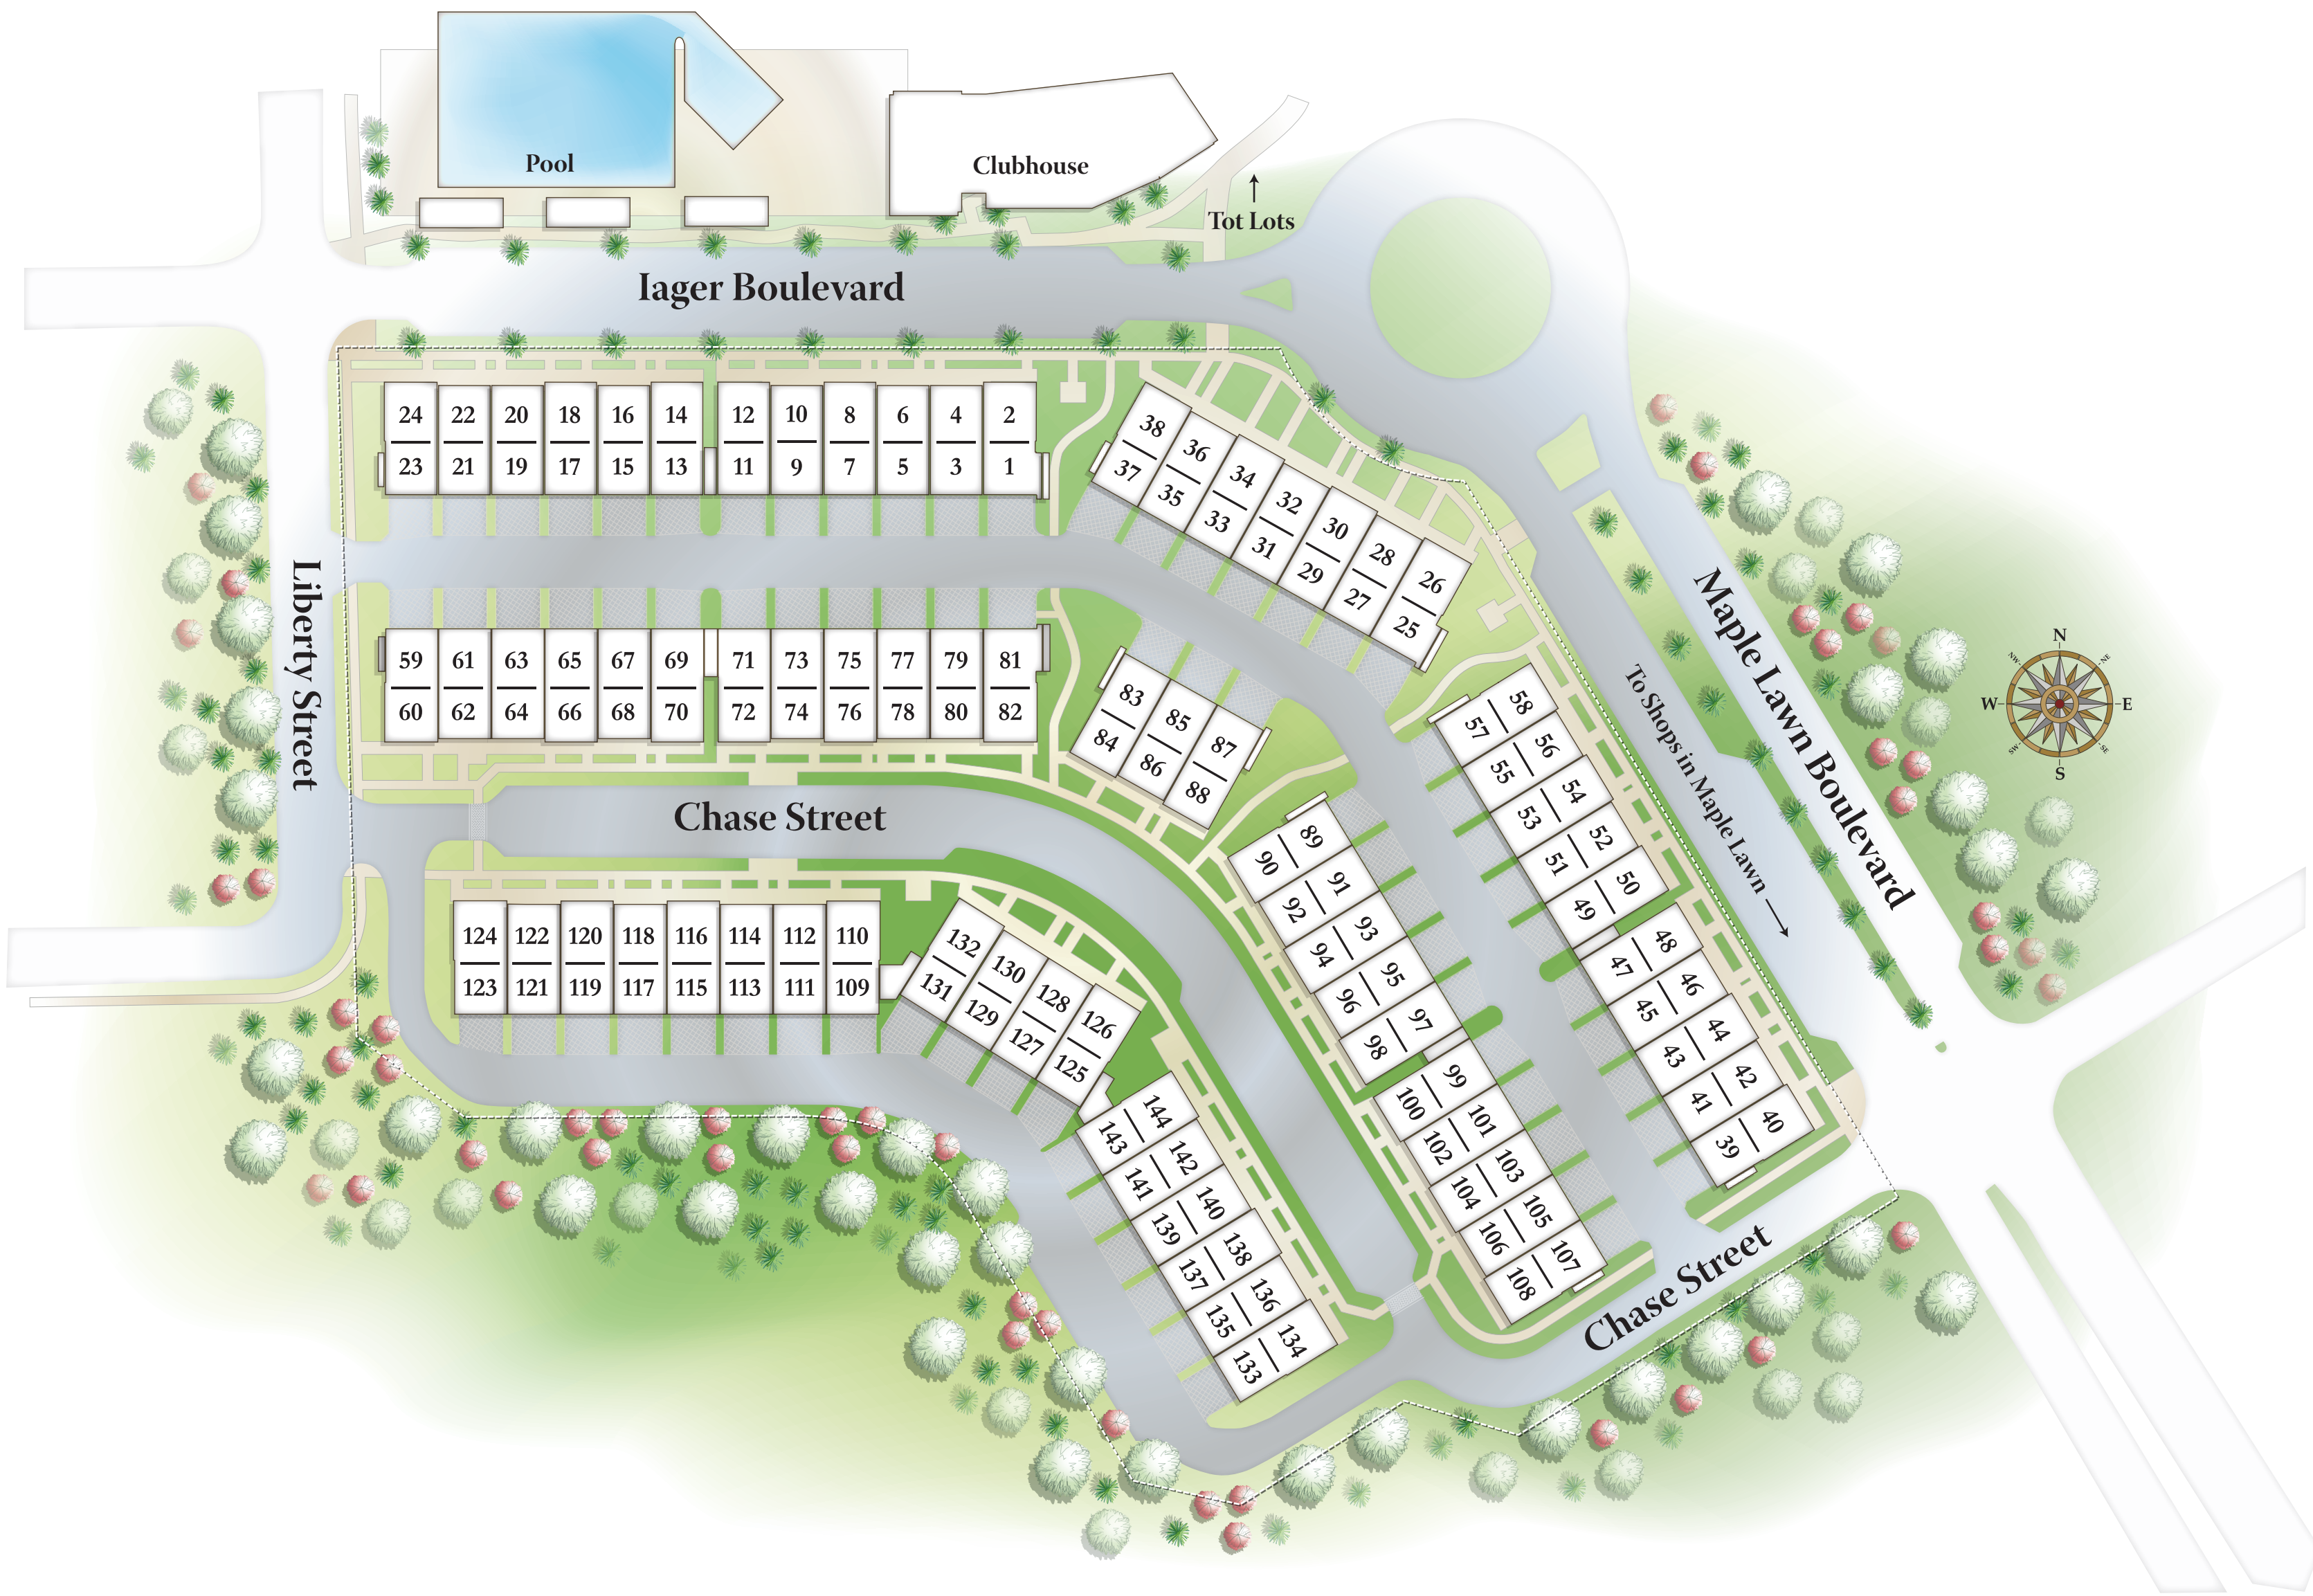 Pool
Clubhouse
Tot Lots
Iager Boulevard
24 22 20 18 16 14 12 10 8 6 4 2
23 21 19 17 15 13 11 9 7 5 3 1
38 36 34 32 30 28 26
37 35 33 31 29 27 25
Liberty Street
59 61 63 65 67 69 71 73 75 77 79 81
60 62 64 66 68 70 72 74 76 78 80 82
83 85 87
84 86 88
57 58
55 56
53 54
51 52
49 50
47 48
45 46
43 44
41 42
39 40
To Shops in Maple Lawn
Maple Lawn Boulevard
N
NW NE
W E
SW SE
S
Chase Street
90 89
92 91
94 93
96 95
98 97
100 99
102 101
104 103
106 105
108 107
124 122 120 118 116 114 112 110
123 121 119 117 115 113 111 109
132 130 128 126
131 129 127 125
143 144
141 142
139 140
137 138
135 136
133 134
Chase Street